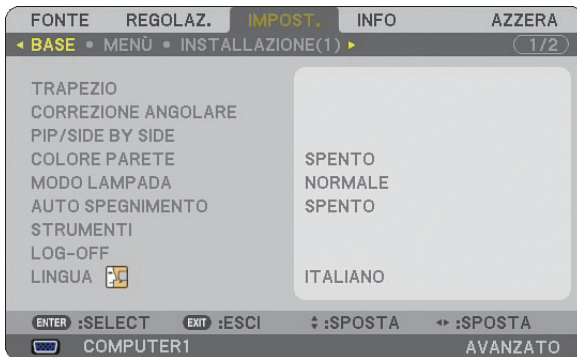 FONTE REGOLAZ. IMPOST. INFO AZZERA
BASE • MENÙ • INSTALLAZIONE(1) 1/2
TRAPEZIO
CORREZIONE ANGOLARE
PIP/SIDE BY SIDE
COLORE PARETE SPENTO
MODO LAMPADA NORMALE
AUTO SPEGNIMENTO SPENTO
STRUMENTI
LOG-OFF
LINGUA ITALIANO
ENTER :SELECT EXIT :ESCI :SPOSTA :SPOSTA
COMPUTER1 AVANZATO